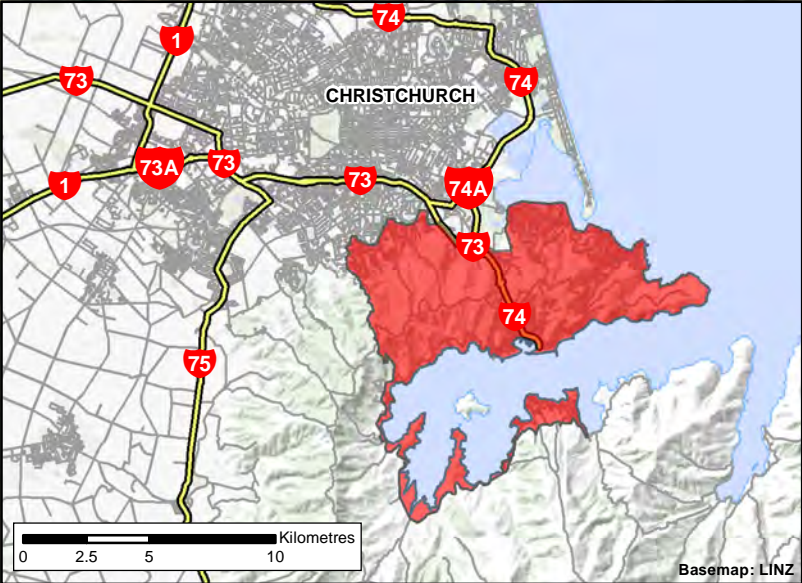 74
1
73
74
CHRISTCHURCH
73A
73
1
73
74A
73
74
75
Kilometres
0 2.5 5 10
Basemap: LINZ